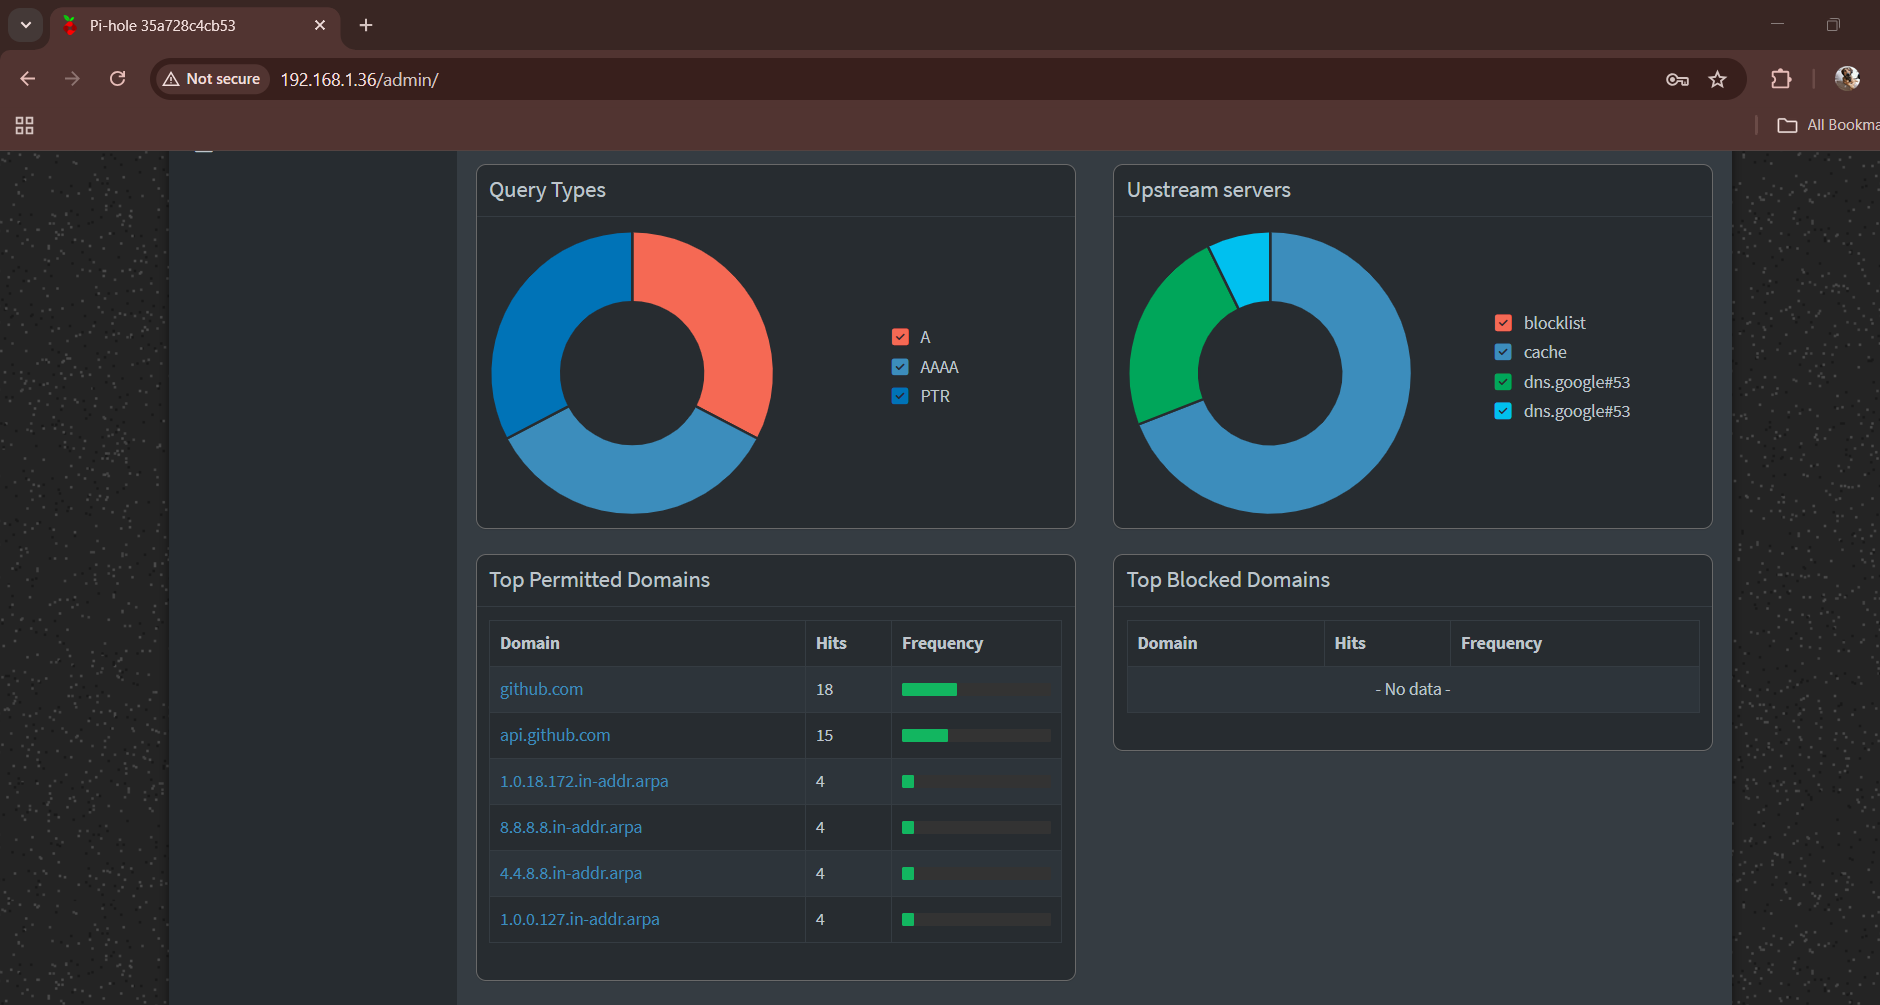 Pi-hole 35a728c4cb53
Not secure
192.168.1.36/admin/
All Bookma
Query Types
A
AAAA
PTR
Upstream servers
blocklist
cache
dns.google#53
dns.google#53
Top Permitted Domains
Domain Hits Frequency
github.com 18
api.github.com 15
1.0.18.172.in-addr.arpa 4
8.8.8.8.in-addr.arpa 4
4.4.8.8.in-addr.arpa 4
1.0.0.127.in-addr.arpa 4
Top Blocked Domains
Domain Hits Frequency
- No data -